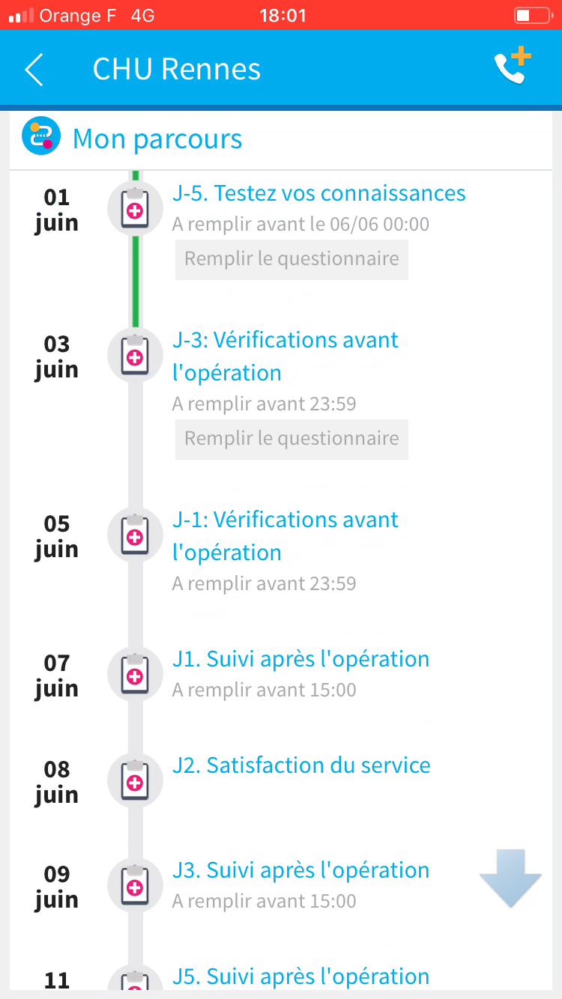 Orange F 4G 18:01
CHU Rennes
Mon parcours
01
juin
J-5. Testez vos connaissances
A remplir avant le 06/06 00:00
Remplir le questionnaire
03
juin
J-3: Vérifications avant
l'opération
A remplir avant 23:59
Remplir le questionnaire
05
juin
J-1: Vérifications avant
l'opération
A remplir avant 23:59
07
juin
J1. Suivi après l'opération
A remplir avant 15:00
08
juin
J2. Satisfaction du service
09
juin
J3. Suivi après l'opération
A remplir avant 15:00
11
J5. Suivi après l'opération